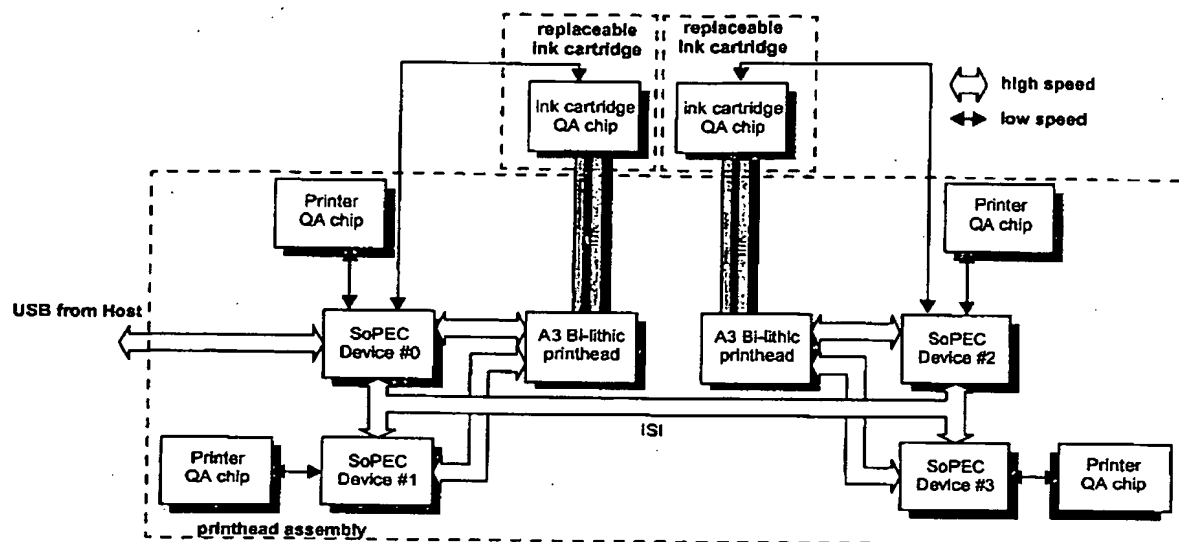 replaceable
ink cartridge
replaceable
ink cartridge
ink cartridge
QA chip
ink cartridge
QA chip
high speed
low speed
Printer
QA chip
Printer
QA chip
USB from Host
SoPEC
Device #0
A3 Bi-lithic
printhead
A3 Bi-lithic
printhead
SoPEC
Device #2
ISI
Printer
QA chip
SoPEC
Device #1
SoPEC
Device #3
Printer
QA chip
printhead assembly